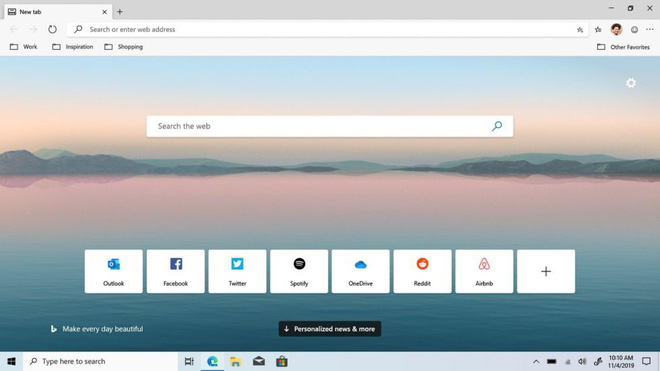 New tab
Search or enter web address
Work Inspiration Shopping Other Favorites
Search the web
Outlook Facebook Twitter Spotify OneDrive Reddit Airbnb
Make every day beautiful
Personalized news & more
Type here to search
10:10 AM
11/4/2019